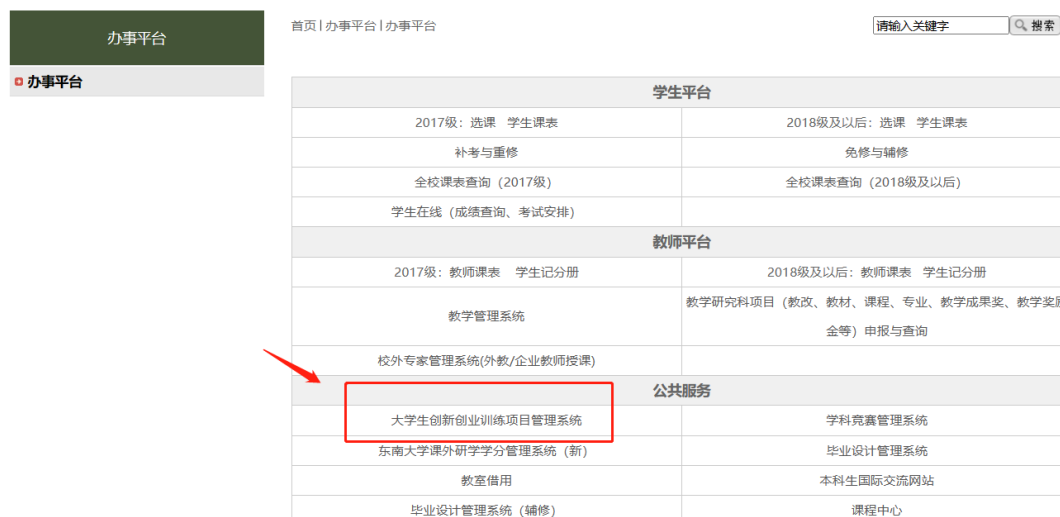 办事平台
首页 | 办事平台 | 办事平台
请输入关键字 搜索
办事平台
学生平台
2017级：选课 学生课表 2018级及以后：选课 学生课表
补考与重修 免修与辅修
全校课表查询（2017级） 全校课表查询（2018级及以后）
学生在线（成绩查询、考试安排）
教师平台
2017级：教师课表 学生记分册 2018级及以后：教师课表 学生记分册
教学管理系统 教学研究科项目（教改、教材、课程、专业、教学成果奖、教学奖励
金等）申报与查询
校外专家管理系统(外教/企业教师授课)
公共服务
大学生创新创业训练项目管理系统 学科竞赛管理系统
东南大学课外研学学分管理系统（新） 毕业设计管理系统
教室借用 本科生国际交流网站
毕业设计管理系统（辅修） 课程中心